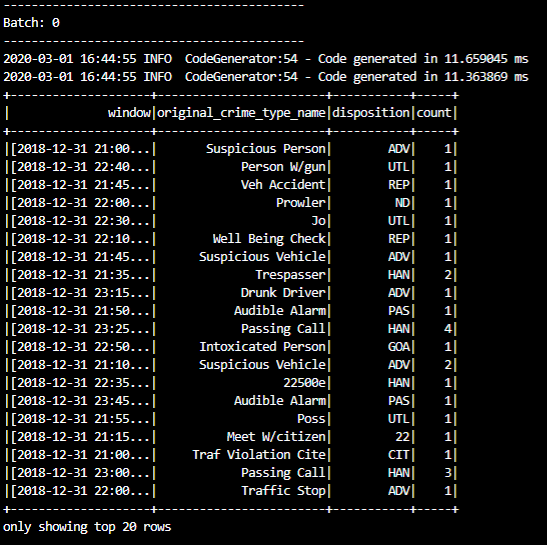 -------------------------------------------
Batch: 0
-------------------------------------------
2020-03-01 16:44:55 INFO  CodeGenerator:54 - Code generated in 11.659045 ms
2020-03-01 16:44:55 INFO  CodeGenerator:54 - Code generated in 11.363869 ms
+--------------------+------------------------+-----------+-----+
|              window|original_crime_type_name|disposition|count|
+--------------------+------------------------+-----------+-----+
|[2018-12-31 21:00...|       Suspicious Person|        ADV|    1|
|[2018-12-31 22:40...|            Person W/gun|        UTL|    1|
|[2018-12-31 21:45...|            Veh Accident|        REP|    1|
|[2018-12-31 22:00...|                 Prowler|         ND|    1|
|[2018-12-31 22:30...|                      Jo|        UTL|    1|
|[2018-12-31 22:10...|        Well Being Check|        REP|    1|
|[2018-12-31 21:45...|      Suspicious Vehicle|        ADV|    1|
|[2018-12-31 21:35...|              Trespasser|        HAN|    2|
|[2018-12-31 23:15...|            Drunk Driver|        ADV|    1|
|[2018-12-31 21:50...|           Audible Alarm|        PAS|    1|
|[2018-12-31 23:25...|            Passing Call|        HAN|    4|
|[2018-12-31 22:50...|      Intoxicated Person|        GOA|    1|
|[2018-12-31 21:10...|      Suspicious Vehicle|        ADV|    2|
|[2018-12-31 22:35...|                  22500e|        HAN|    1|
|[2018-12-31 23:45...|           Audible Alarm|        PAS|    1|
|[2018-12-31 21:55...|                    Poss|        UTL|    1|
|[2018-12-31 21:15...|          Meet W/citizen|         22|    1|
|[2018-12-31 21:00...|     Traf Violation Cite|        CIT|    1|
|[2018-12-31 23:00...|            Passing Call|        HAN|    3|
|[2018-12-31 22:00...|            Traffic Stop|        ADV|    1|
+--------------------+------------------------+-----------+-----+
only showing top 20 rows